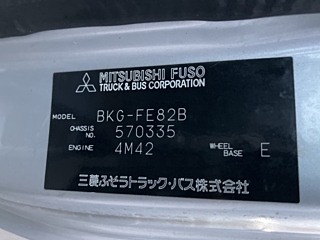 MITSUBISHI FUSO
TRUCK & BUS CORPORATION
MODEL BKG-FE82B
CHASSIS NO. 570335
ENGINE 4M42 WHEEL BASE E
三菱ふそうトラック・バス株式会社